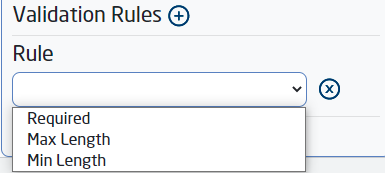 Validation Rules
Rule
Required
Max Length
Min Length